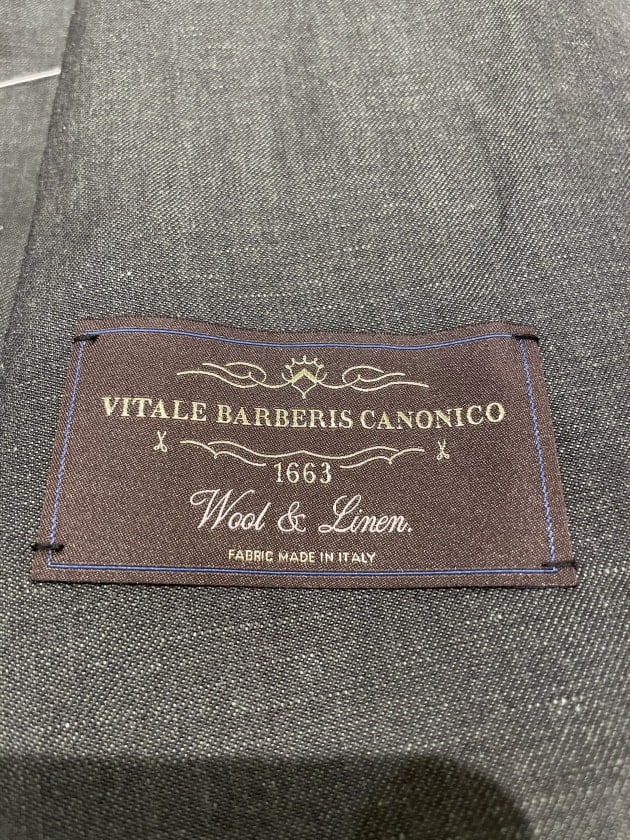 VITALE BARBERIS CANONICO
1663
Wool & Linen.
FABRIC MADE IN ITALY